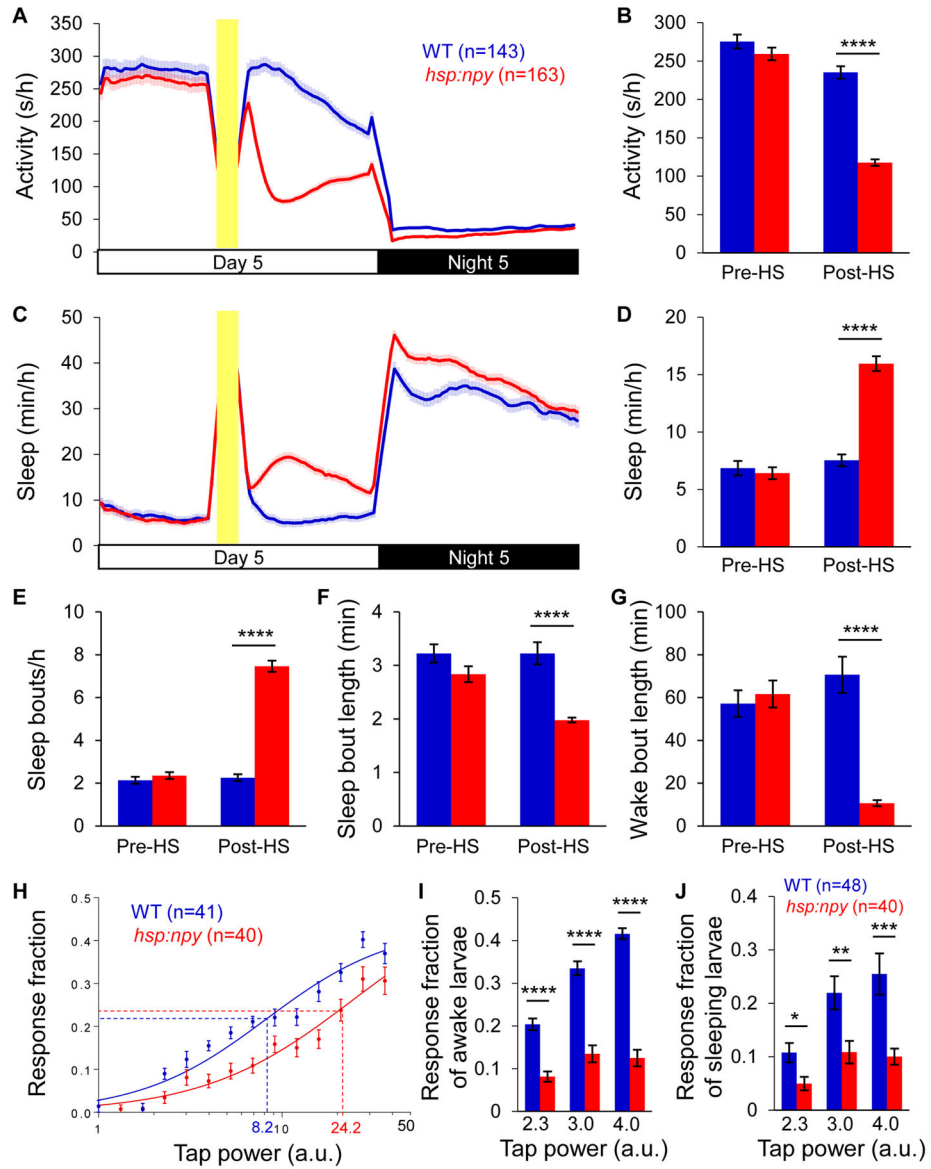 A
Activity (s/h)
350
300
250
200
150
100
50
0
WT (n=143)
hsp:npy (n=163)
Day 5
Night 5
B
Activity (s/h)
350
300
250
200
150
100
50
0
****
Pre-HS
Post-HS
C
Sleep (min/h)
50
40
30
20
10
0
Day 5
Night 5
D
Sleep (min/h)
20
15
10
5
0
****
Pre-HS
Post-HS
E
Sleep bouts/h
10
8
6
4
2
0
****
Pre-HS
Post-HS
F
Sleep bout length (min)
4
3
2
1
0
****
Pre-HS
Post-HS
G
Wake bout length (min)
100
80
60
40
20
0
****
Pre-HS
Post-HS
H
Response fraction
0.5
0.4
0.3
0.2
0.1
0.0
WT (n=41)
hsp:npy (n=40)
1
8.2
10
24.2
50
Tap power (a.u.)
I
Response fraction
of awake larvae
0.5
0.4
0.3
0.2
0.1
0
****
****
****
2.3
3.0
4.0
Tap power (a.u.)
J
WT (n=48)
hsp:npy (n=40)
Response fraction
of sleeping larvae
0.4
0.3
0.2
0.1
0
*
**
***
2.3
3.0
4.0
Tap power (a.u.)